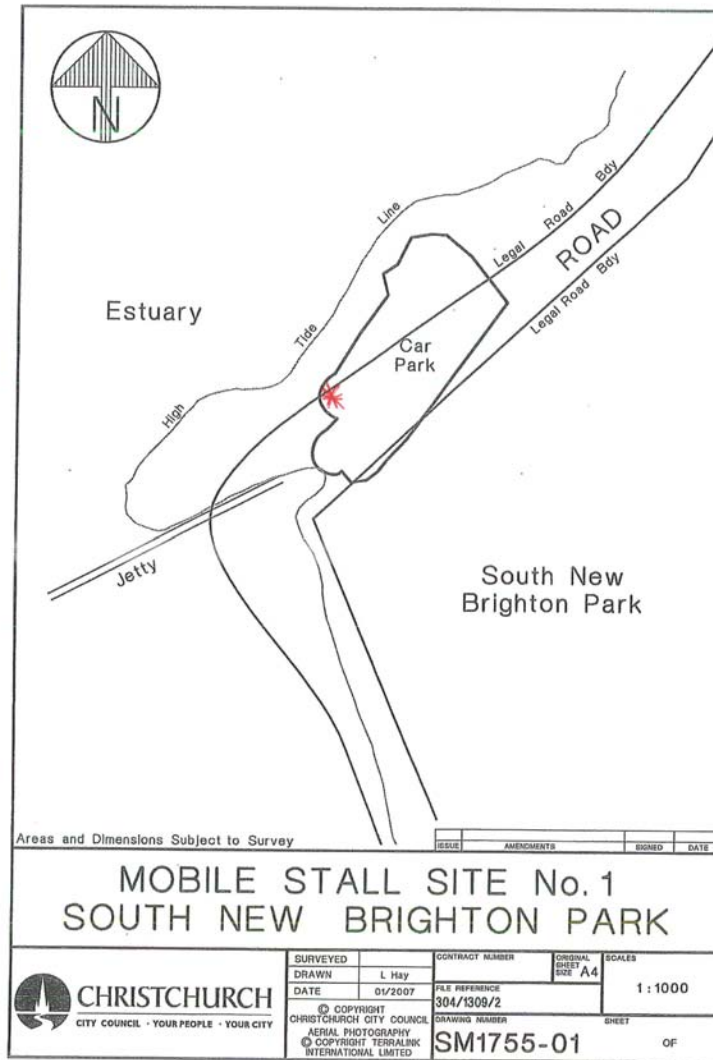 N
Line
Legal Road Bdy
ROAD
Legal Road Bdy
Estuary
Tide
Car
Park
High
Jetty
South New
Brighton Park
Areas and Dimensions Subject to Survey
ISSUE AMENDMENTS SIGNED DATE
MOBILE STALL SITE No. 1
SOUTH NEW BRIGHTON PARK
CHRISTCHURCH
CITY COUNCIL · YOUR PEOPLE · YOUR CITY
SURVEYED
DRAWN L Hay
DATE 01/2007
© COPYRIGHT
CHRISTCHURCH CITY COUNCIL
AERIAL PHOTOGRAPHY
© COPYRIGHT TERRALINK
INTERNATIONAL LIMITED
CONTRACT NUMBER
ORIGINAL
SHEET
SIZE A4
SCALES
1:1000
FILE REFERENCE
304/1309/2
DRAWING NUMBER
SM1755-01
SHEET
OF